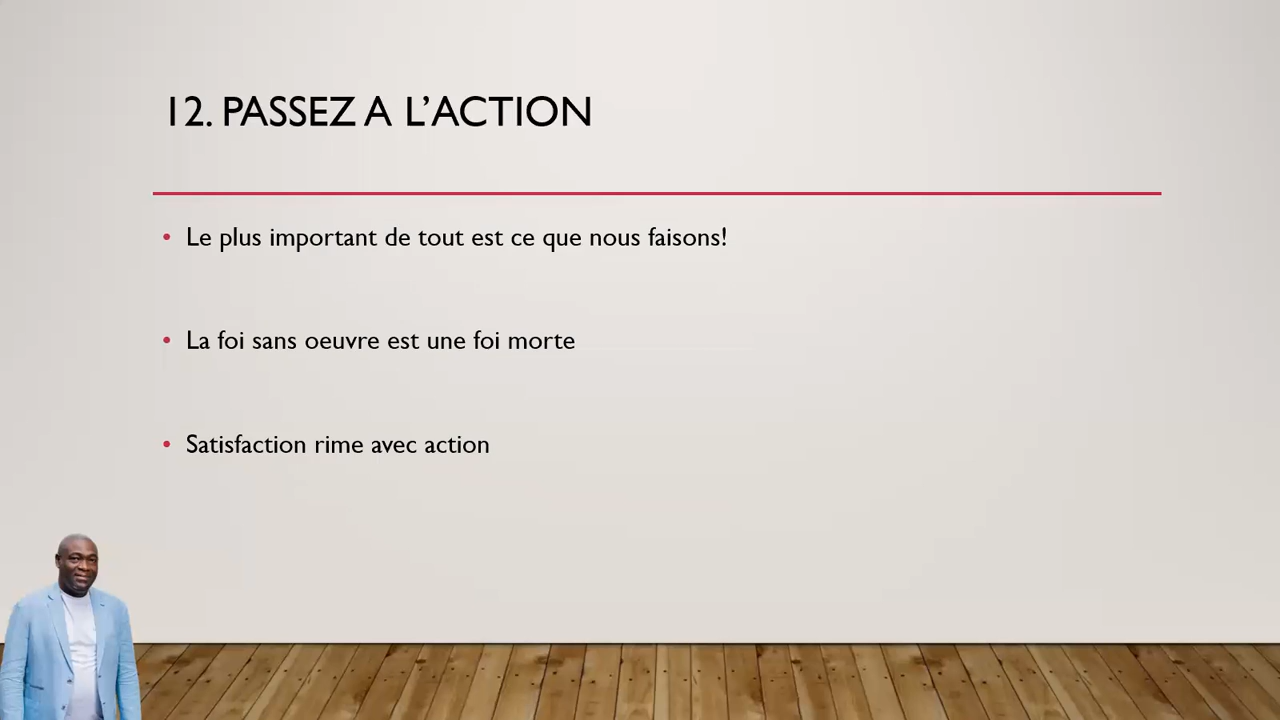 12. PASSEZ A L’ACTION
• Le plus important de tout est ce que nous faisons!
• La foi sans oeuvre est une foi morte
• Satisfaction rime avec action